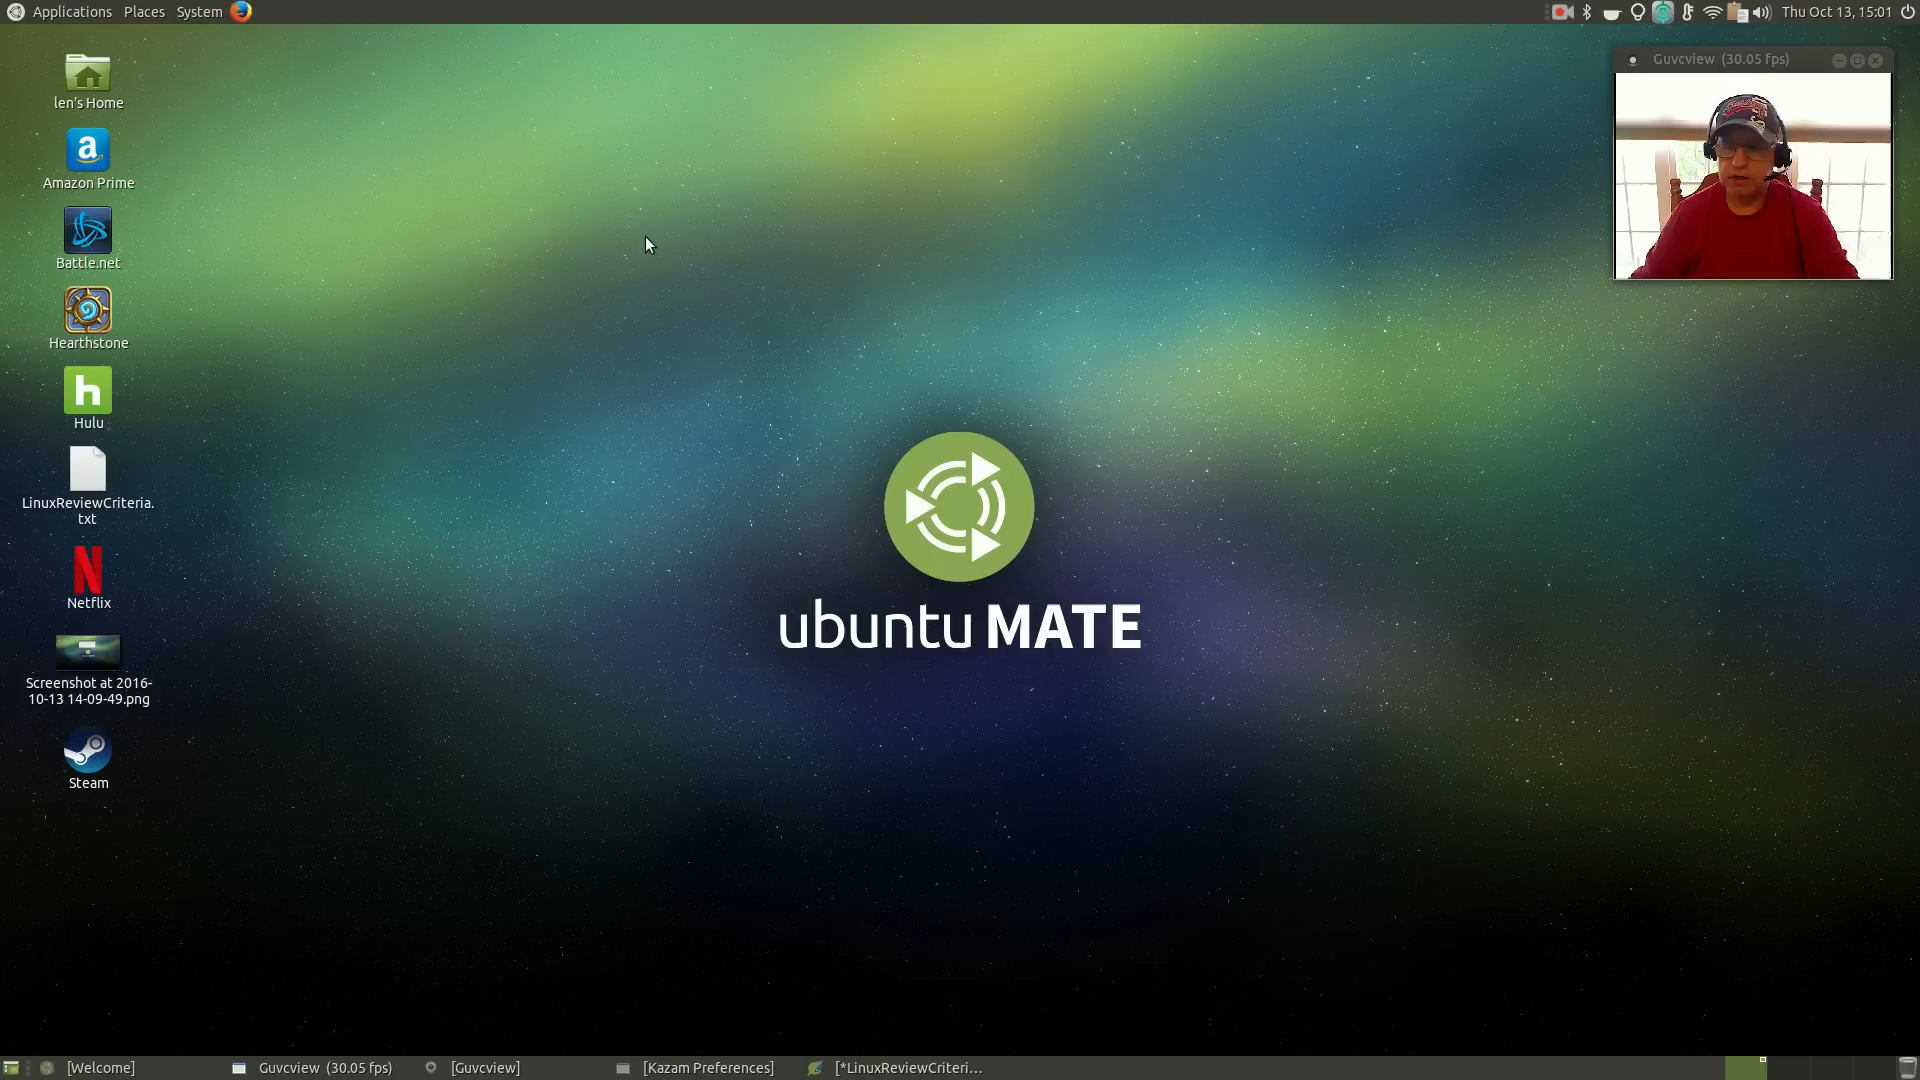 Applications Places System
Thu Oct 13, 15:01
Guvcview (30.05 fps)
len's Home
a
Amazon Prime
Battle.net
Hearthstone
h
Hulu
LinuxReviewCriteria.
txt
N
Netflix
Screenshot at 2016-
10-13 14-09-49.png
Steam
ubuntu MATE
[Welcome] Guvcview (30.05 fps) [Guvcview] [Kazam Preferences] [*LinuxReviewCriteri...